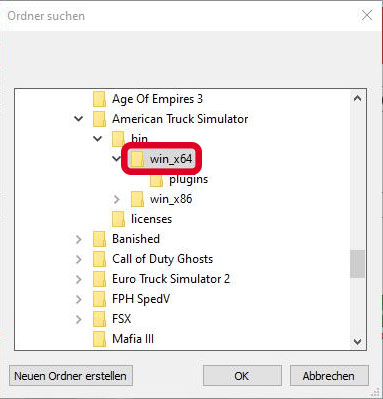 Ordner suchen
Age Of Empires 3
American Truck Simulator
bin
win_x64
plugins
win_x86
licenses
Banished
Call of Duty Ghosts
Euro Truck Simulator 2
FPH SpedV
FSX
Mafia III
Neuen Ordner erstellen
OK
Abbrechen